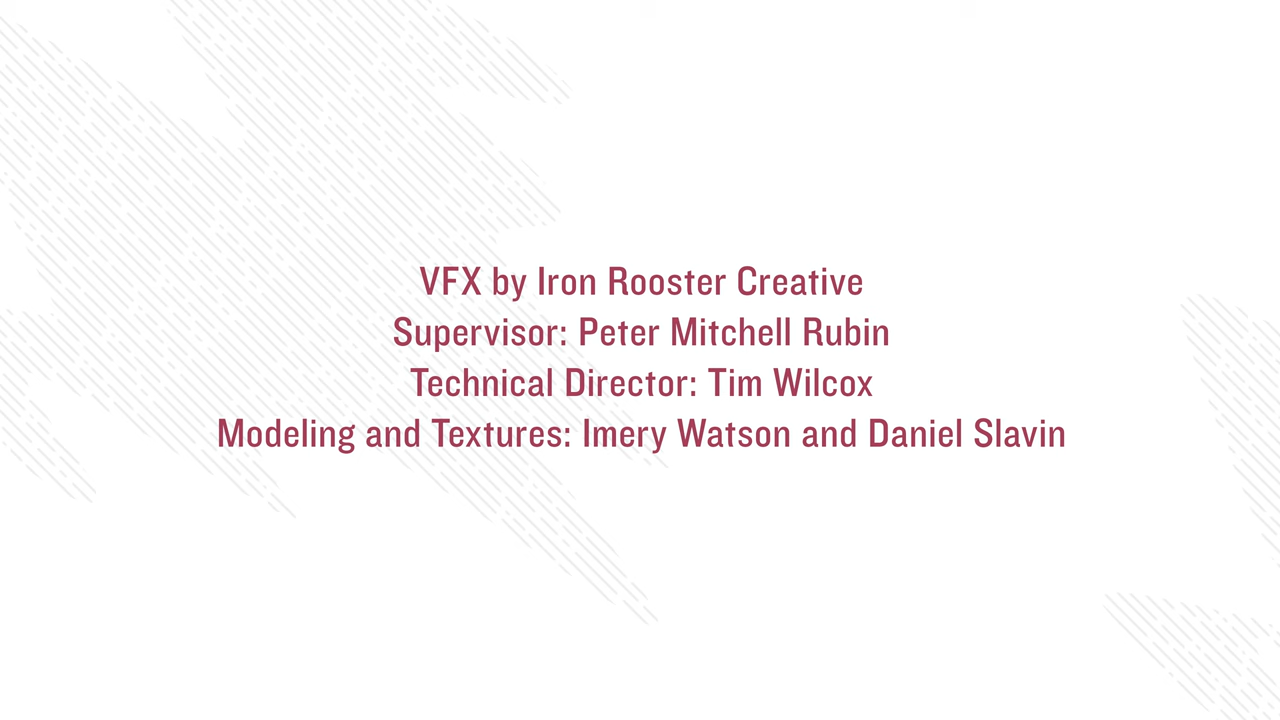 VFX by Iron Rooster Creative
Supervisor: Peter Mitchell Rubin
Technical Director: Tim Wilcox
Modeling and Textures: Imery Watson and Daniel Slavin